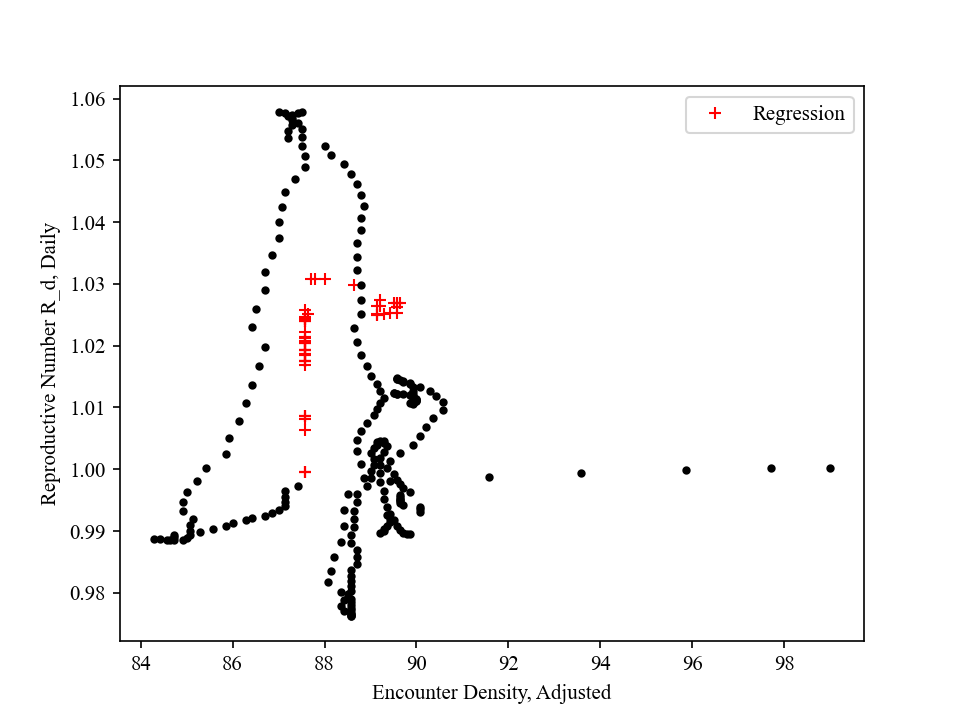 Regression
1.06
1.05
1.04
1.03
1.02
1.01
1.00
0.99
0.98
Reproductive Number R_d, Daily
84 86 88 90 92 94 96 98
Encounter Density, Adjusted